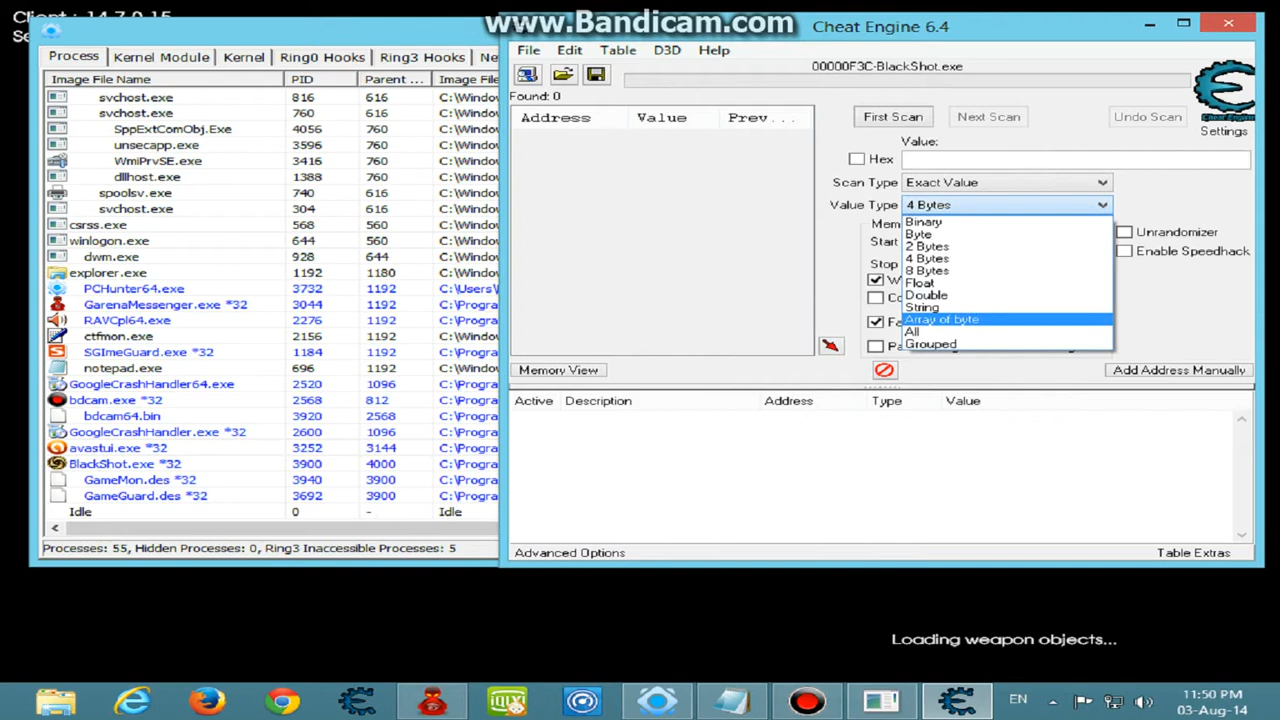 Client : 14.7.0.15
www.Bandicam.com
Cheat Engine 6.4
Process
Kernel Module
Kernel
Ring0 Hooks
Ring3 Hooks
Image File Name PID Parent ... Image File
svchost.exe 816 616 C:\Window
svchost.exe 760 616 C:\Window
SppExtComObj.Exe 4056 760 C:\Window
unsecapp.exe 3596 760 C:\Window
WmiPrvSE.exe 3416 760 C:\Window
dllhost.exe 1388 760 C:\Window
spoolsv.exe 740 616 C:\Window
svchost.exe 304 616 C:\Window
csrss.exe 568 560 C:\Window
winlogon.exe 644 560 C:\Window
dwm.exe 928 644 C:\Window
explorer.exe 1192 1180 C:\Window
PCHunter64.exe 3732 1192 C:\Users\
GarenaMessenger.exe *32 3044 1192 C:\Progra
RAVCpl64.exe 2276 1192 C:\Progra
ctfmon.exe 2156 1192 C:\Window
SGImeGuard.exe *32 1184 1192 C:\Progra
notepad.exe 696 1192 C:\Window
GoogleCrashHandler64.exe 2520 1096 C:\Progra
bdcam.exe *32 2568 812 C:\Progra
bdcam64.bin 3920 2568 C:\Progra
GoogleCrashHandler.exe *32 2600 1096 C:\Progra
avastui.exe *32 3252 3144 C:\Progra
BlackShot.exe *32 3900 4000 C:\Progra
GameMon.des *32 3940 3900 C:\Progra
GameGuard.des *32 3692 3900 C:\Progra
Idle 0 - Idle
Processes: 55, Hidden Processes: 0, Ring3 Inaccessible Processes: 5
File Edit Table D3D Help
00000F3C-BlackShot.exe
Found: 0
Address Value Prev...
First Scan
Next Scan
Undo Scan
Cheat Engine
Settings
Value:
Hex
Scan Type Exact Value
Value Type 4 Bytes
Binary
Byte
2 Bytes
4 Bytes
8 Bytes
Float
Double
String
Array of byte
All
Grouped
Unrandomizer
Enable Speedhack
Memory View
Add Address Manually
Active Description Address Type Value
Advanced Options
Table Extras
Loading weapon objects...
EN
11:50 PM
03-Aug-14